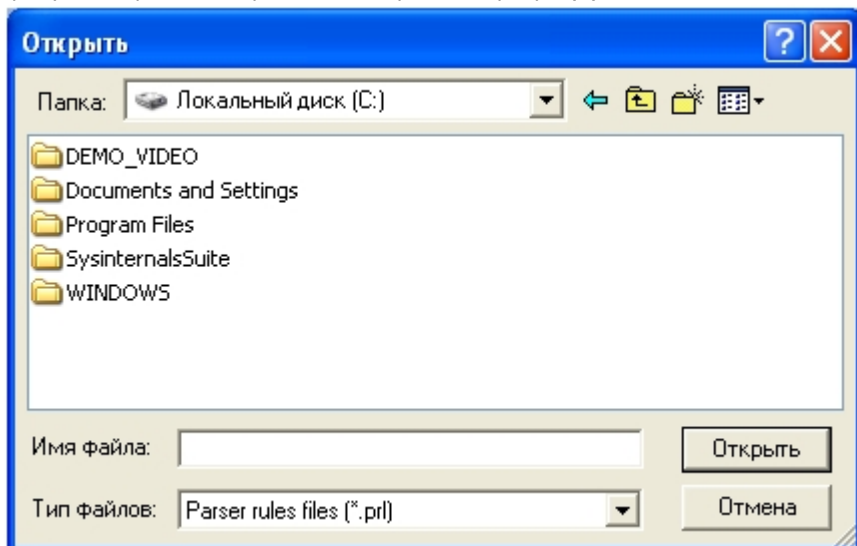 Открыть
Папка: Локальный диск (C:)
DEMO_VIDEO
Documents and Settings
Program Files
SysinternalsSuite
WINDOWS
Имя файла:
Открыть
Тип файлов: Parser rules files (*.prl)
Отмена